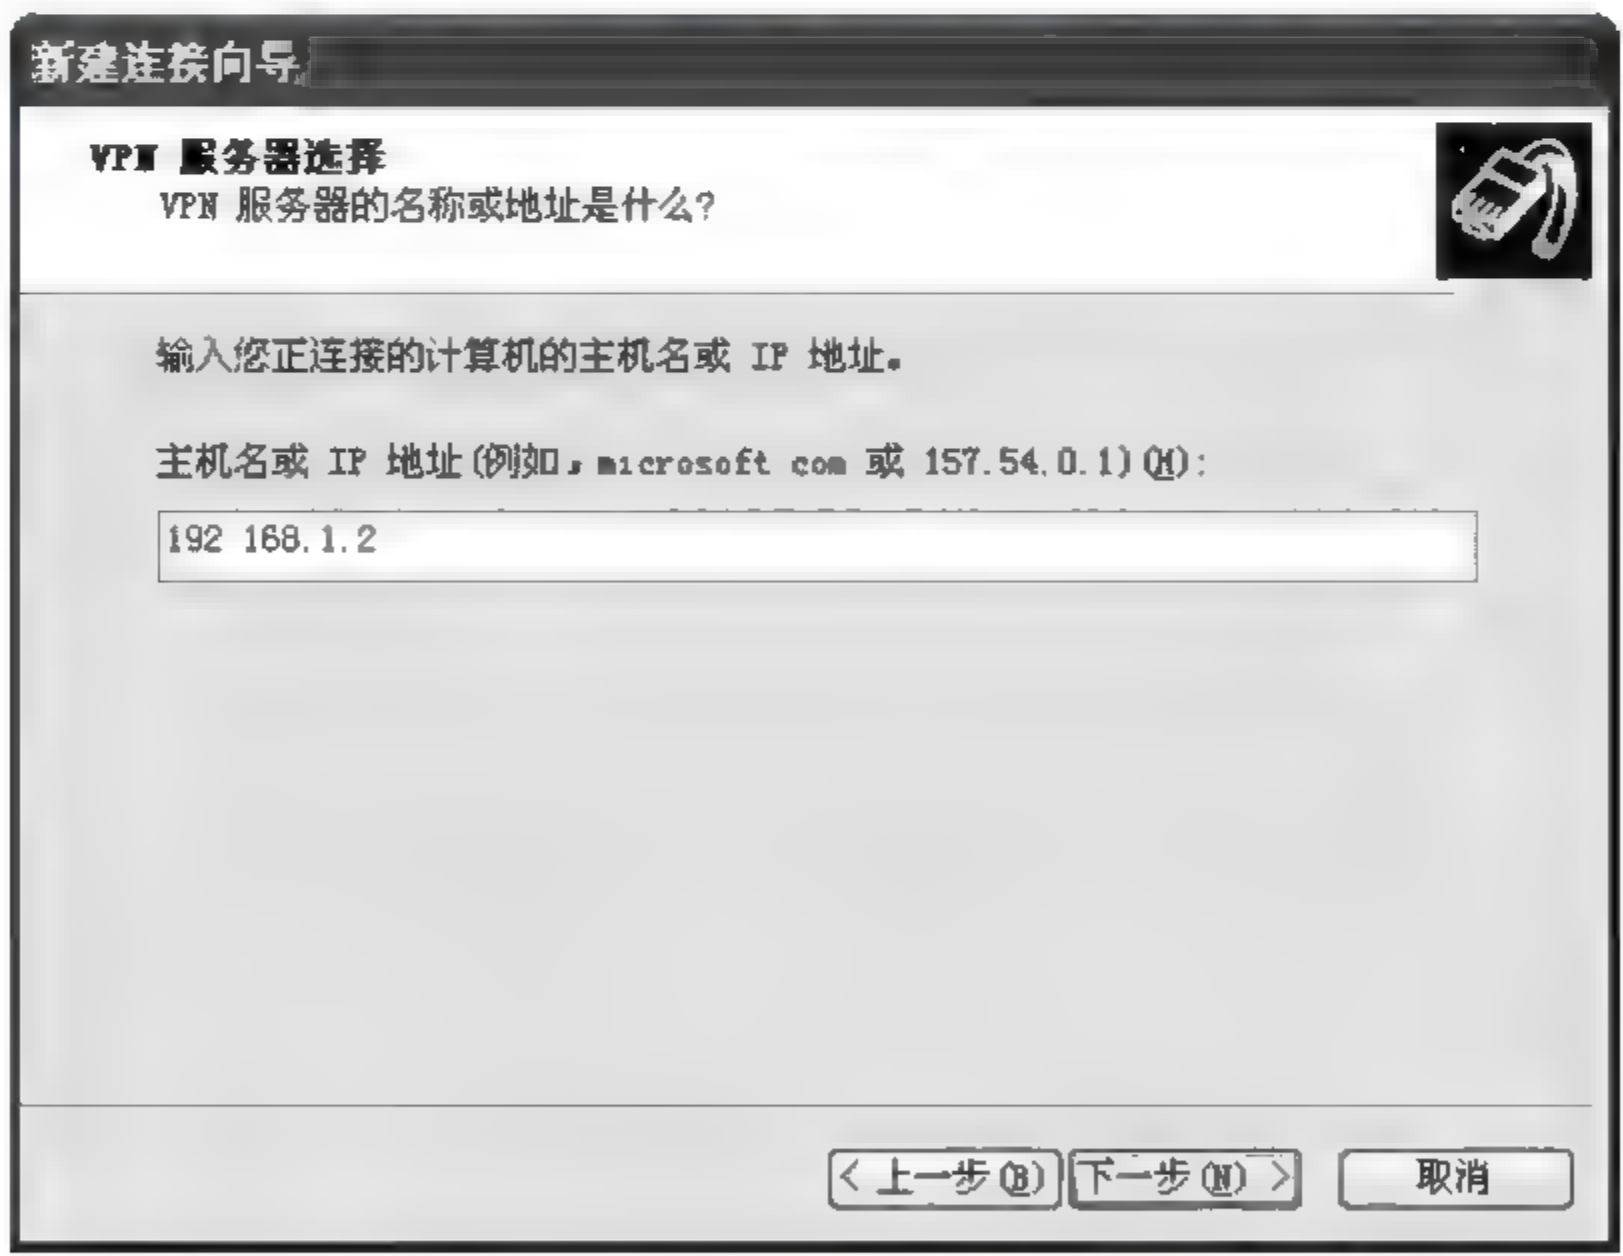 新建连接向导
VPN 服务器选择
VPN 服务器的名称或地址是什么?
输入您正连接的计算机的主机名或 IP 地址。
主机名或 IP 地址(例如，microsoft com 或 157.54.0.1)(H):
192 168.1.2
< 上一步(B) 下一步(N) > 取消